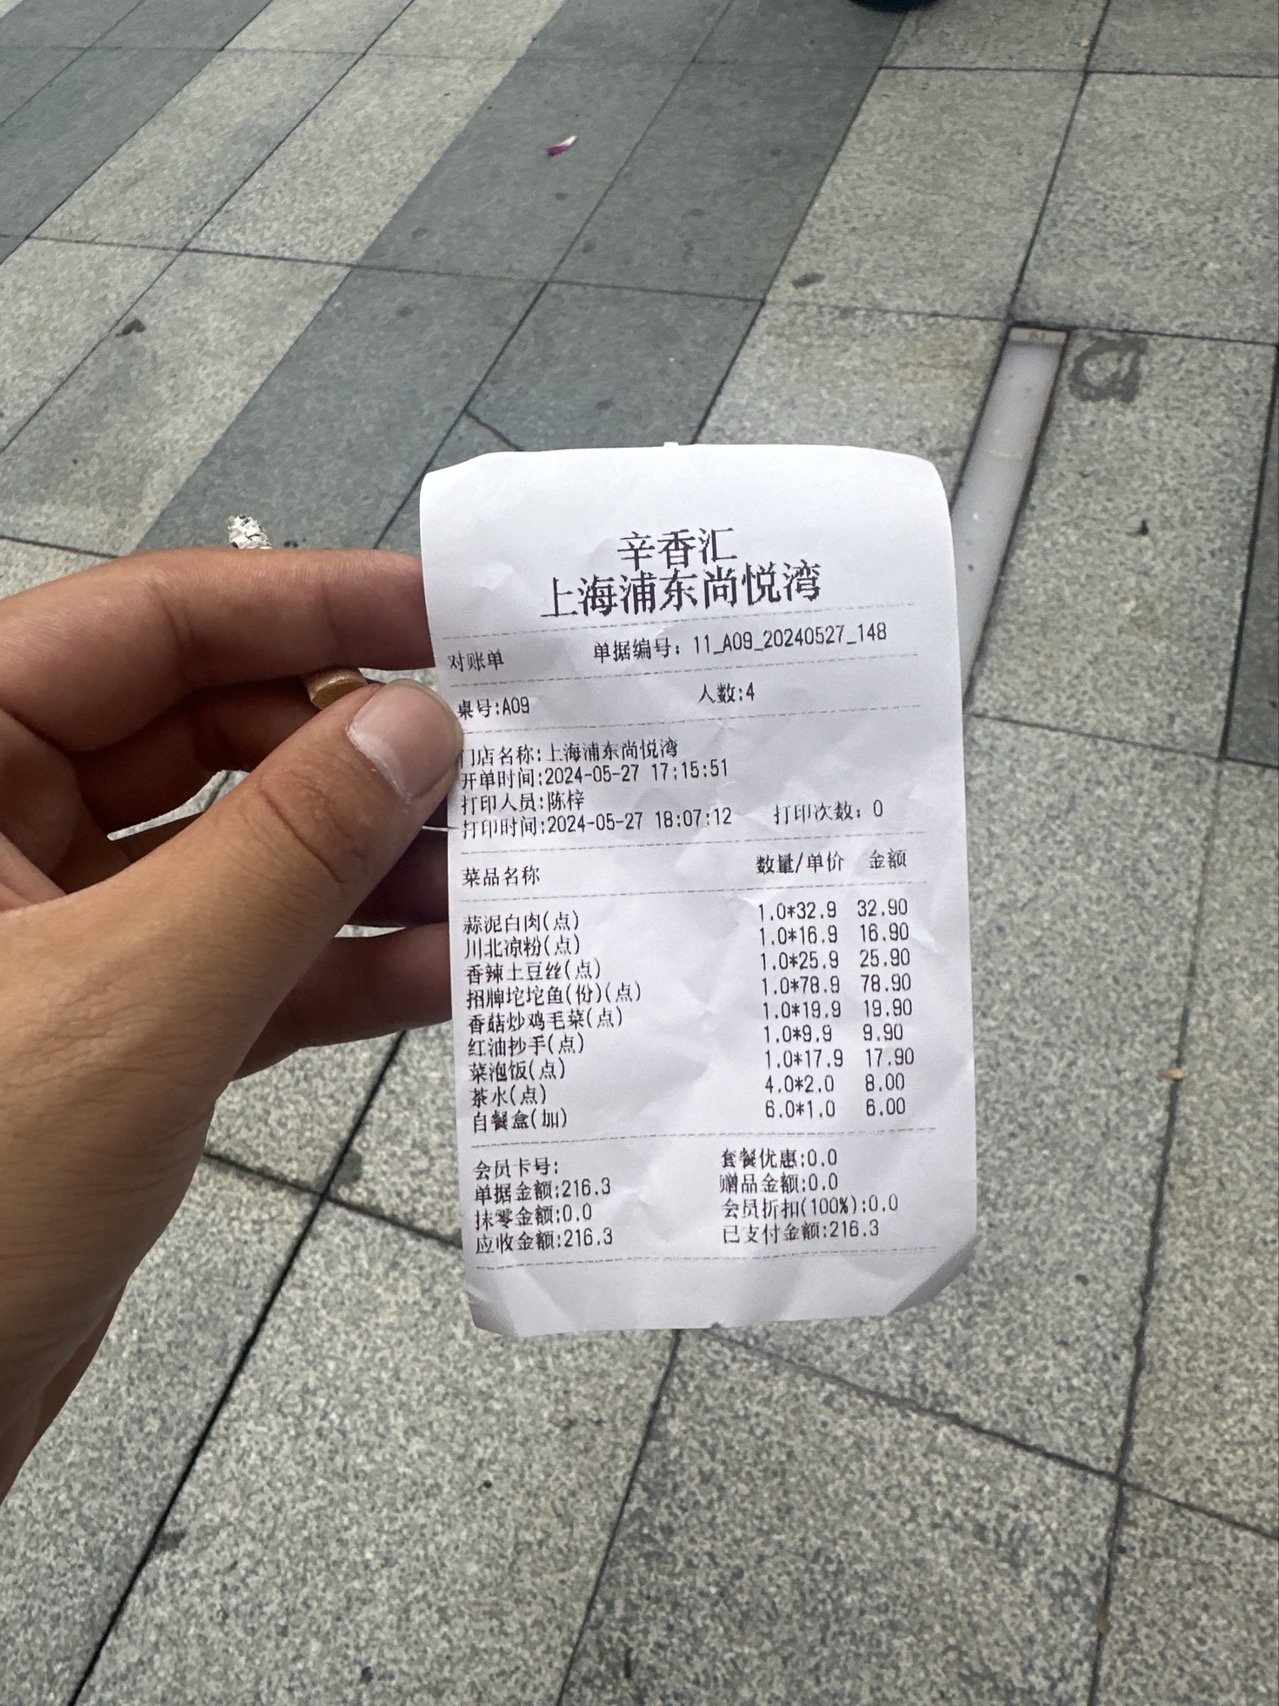 辛香汇
上海浦东尚悦湾
对账单 单据编号: 11_A09_20240527_148
桌号:A09 人数:4
门店名称:上海浦东尚悦湾
开单时间:2024-05-27 17:15:51
打印人员:陈梓
打印时间:2024-05-27 18:07:12 打印次数: 0
菜品名称 数量/单价 金额
蒜泥白肉(点) 1.0*32.9 32.90
川北凉粉(点) 1.0*16.9 16.90
香辣土豆丝(点) 1.0*25.9 25.90
招牌坨坨鱼(份)(点) 1.0*78.9 78.90
香菇炒鸡毛菜(点) 1.0*19.9 19.90
红油抄手(点) 1.0*9.9 9.90
菜泡饭(点) 1.0*17.9 17.90
茶水(点) 4.0*2.0 8.00
白餐盒(加) 6.0*1.0 6.00
会员卡号: 套餐优惠:0.0
单据金额:216.3 赠品金额:0.0
抹零金额:0.0 会员折扣(100%):0.0
应收金额:216.3 已支付金额:216.3